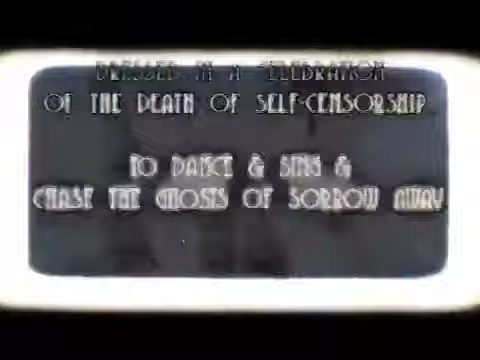 DRESSED IN A CELEBRATION
OF THE DEATH OF SELF-CENSORSHIP
TO DANCE & SING &
CHASE THE GHOSTS OF SORROW AWAY